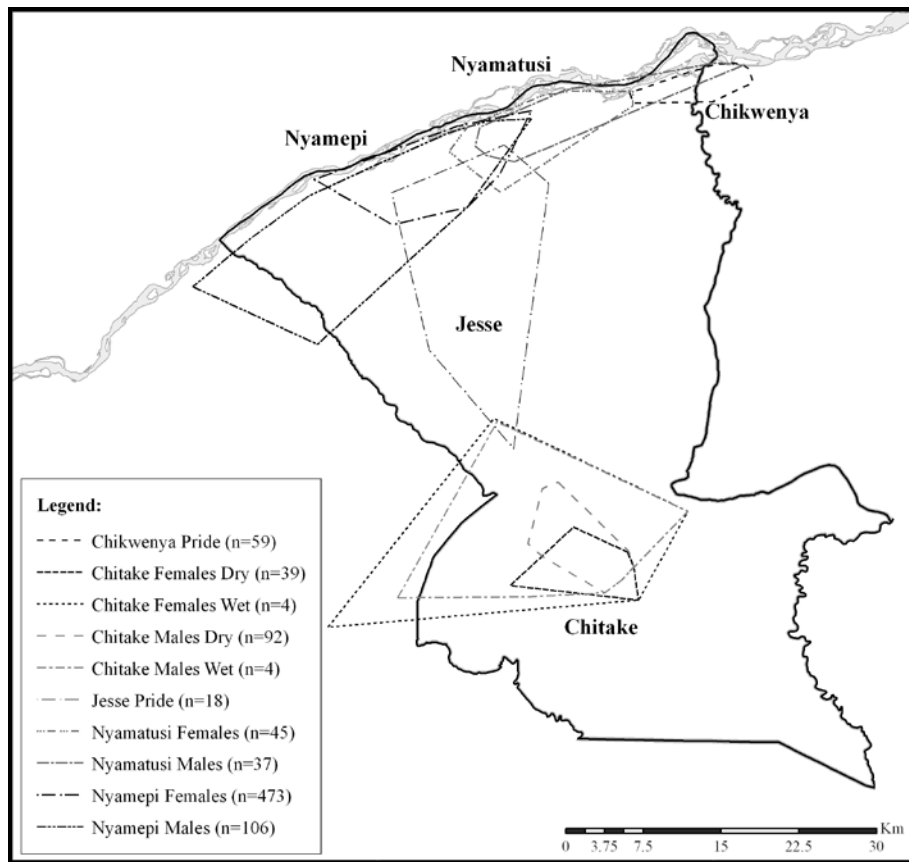 Nyamatusi
Chikwenya
Nyamepi
Jesse
Chitake
Legend:
Chikwenya Pride (n=59)
Chitake Females Dry (n=39)
Chitake Females Wet (n=4)
Chitake Males Dry (n=92)
Chitake Males Wet (n=4)
Jesse Pride (n=18)
Nyamatusi Females (n=45)
Nyamatusi Males (n=37)
Nyamepi Females (n=473)
Nyamepi Males (n=106)
Km
0 3.75 7.5 15 22.5 30